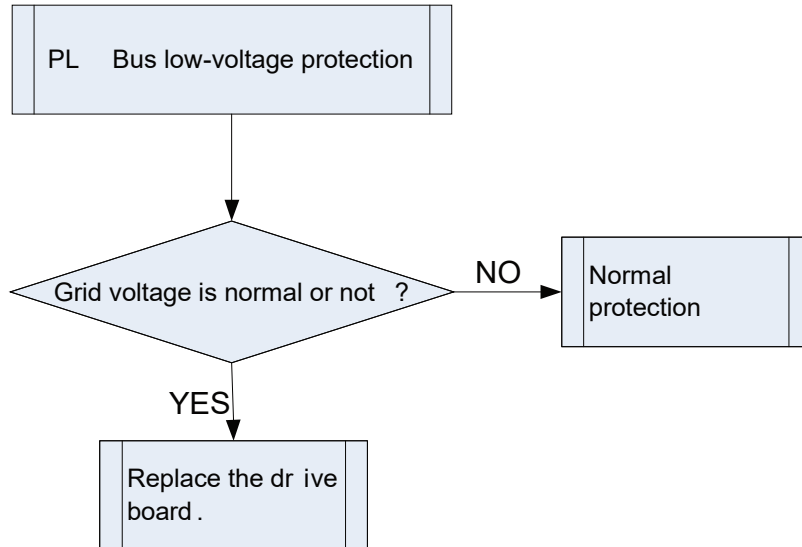 PL Bus low-voltage protection
Grid voltage is normal or not ?
NO
Normal
protection
YES
Replace the dr ive
board .